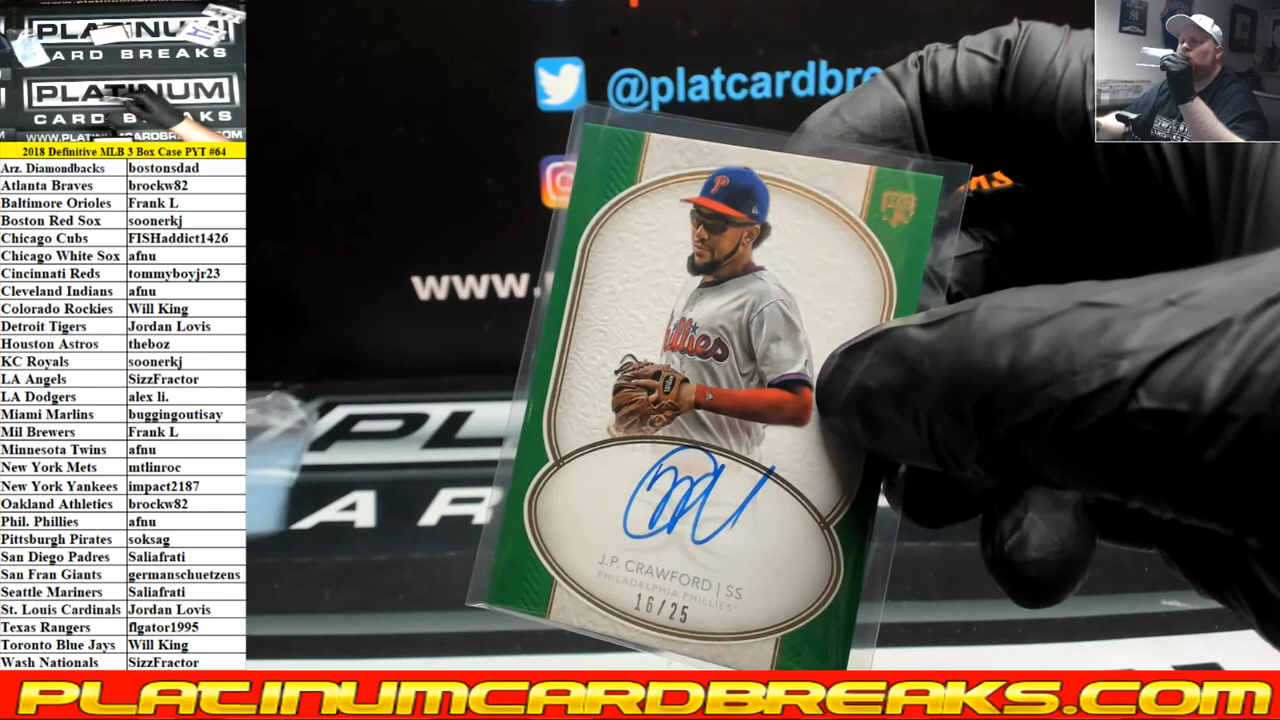 PLATINUM
CARD BREAKS
PLATINUM
CARD BREAKS
2018 Definitive MLB 3 Box Case PYT #64
Arz. Diamondbacks bostonsdad
Atlanta Braves brockw82
Baltimore Orioles Frank L
Boston Red Sox soonerkj
Chicago Cubs FISHaddict1426
Chicago White Sox afnu
Cincinnati Reds tommyboyjr23
Cleveland Indians afnu
Colorado Rockies Will King
Detroit Tigers Jordan Lovis
Houston Astros theboz
KC Royals soonerkj
LA Angels SizzFractor
LA Dodgers alex li.
Miami Marlins buggingoutisay
Mil Brewers Frank L
Minnesota Twins afnu
New York Mets mtlinroc
New York Yankees impact2187
Oakland Athletics brockw82
Phil. Phillies afnu
Pittsburgh Pirates soksag
San Diego Padres Saliafrati
San Fran Giants germanschuetzens
Seattle Mariners Saliafrati
St. Louis Cardinals Jordan Lovis
Texas Rangers flgator1995
Toronto Blue Jays Will King
Wash Nationals SizzFractor
@platcardbre
www.
P
illies
J.P. CRAWFORD | SS
PHILADELPHIA PHILLIES
16/25
PL
AR
PLATINUMCARDBREAKS.COM